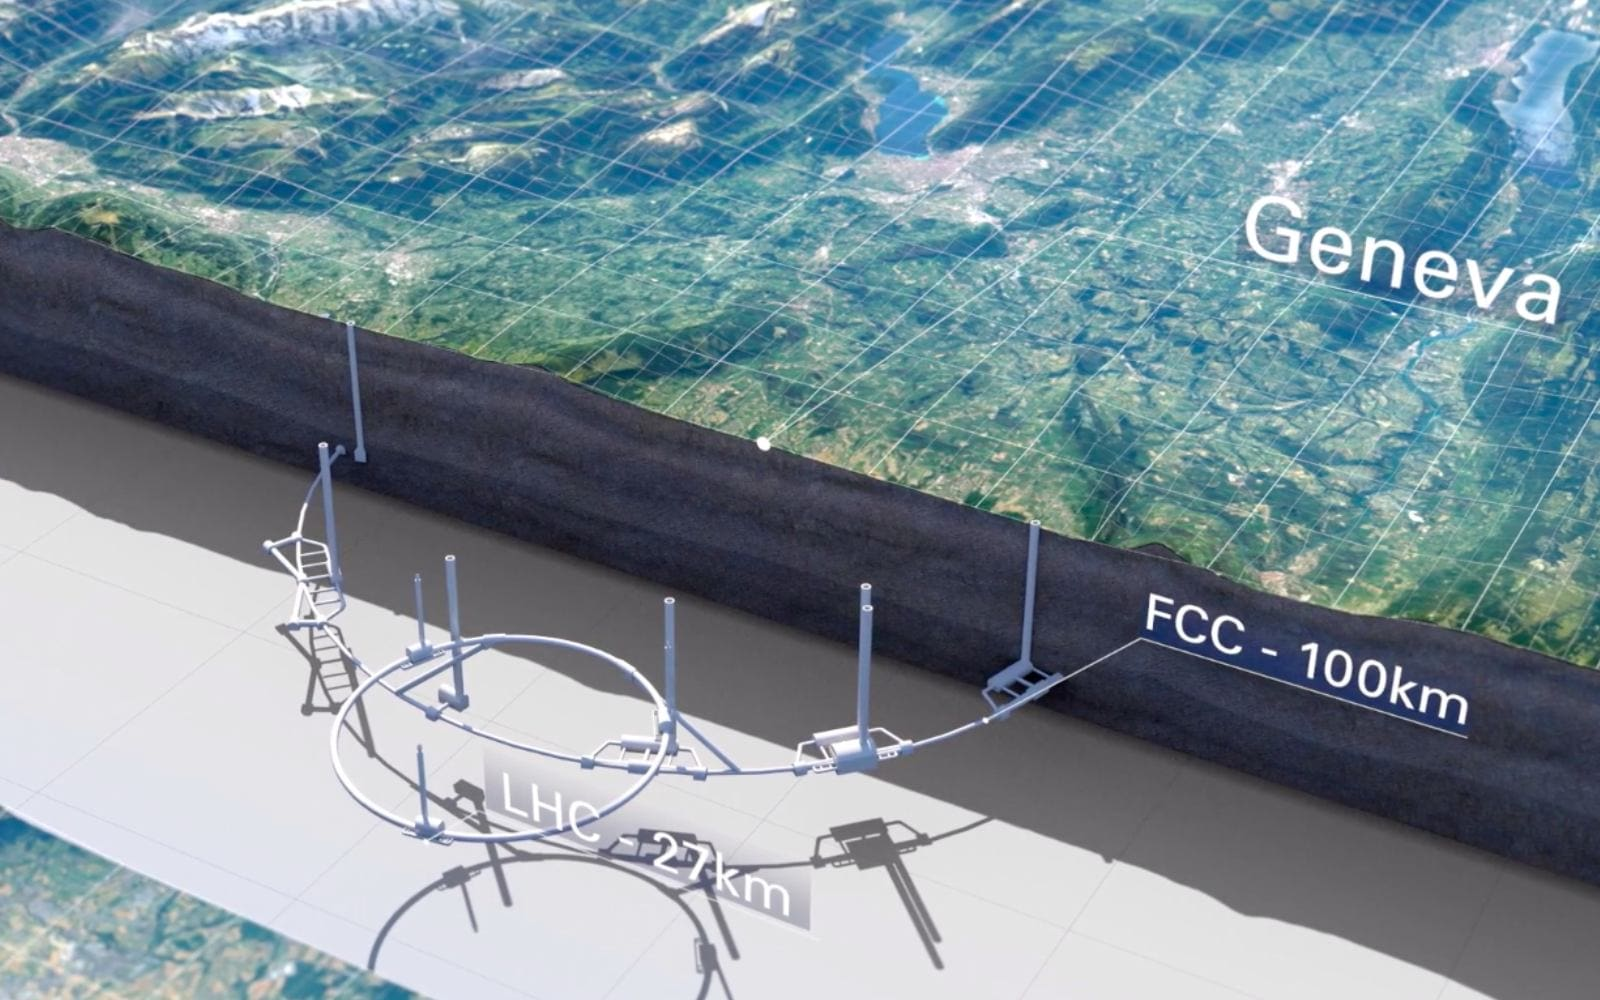 Geneva
FCC - 100km
LHC - 27km